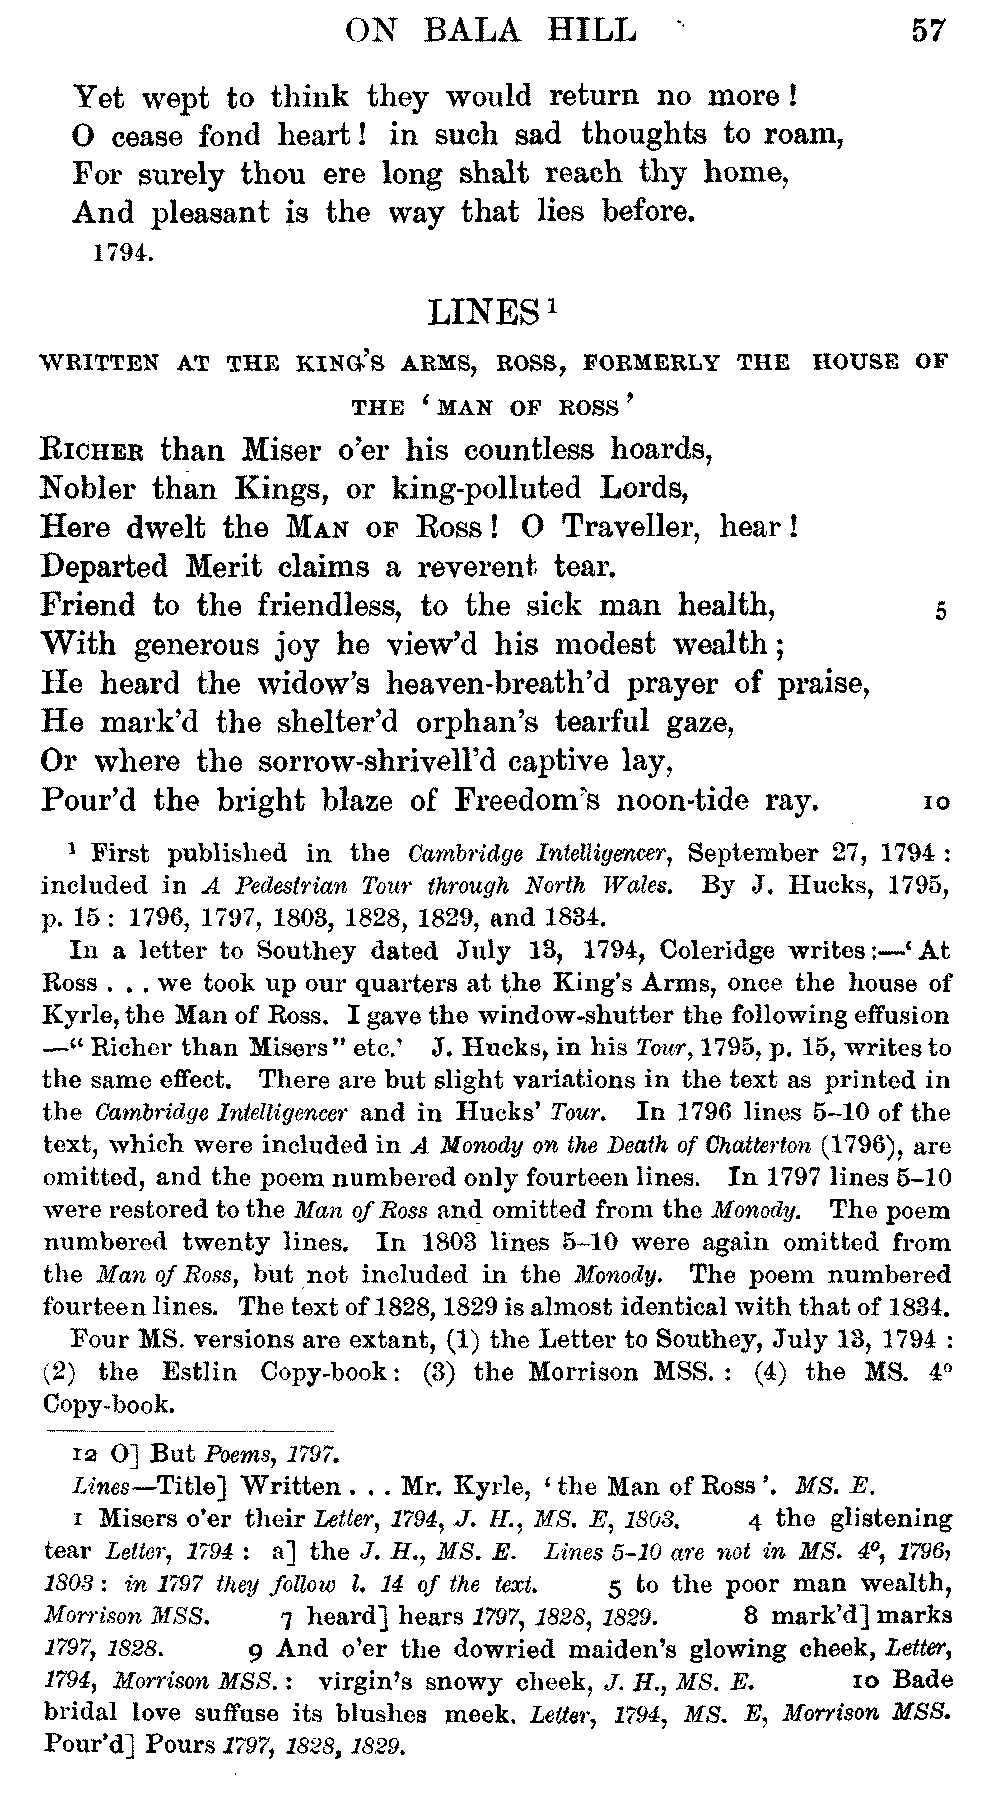 ON BALA HILL 57
Yet wept to think they would return no more !
O cease fond heart ! in such sad thoughts to roam,
For surely thou ere long shalt reach thy home,
And pleasant is the way that lies before.
1794.
LINES ¹
WRITTEN AT THE KING'S ARMS, ROSS, FORMERLY THE HOUSE OF
THE ‘MAN OF ROSS’
RICHER than Miser o'er his countless hoards,
Nobler than Kings, or king-polluted Lords,
Here dwelt the MAN OF ROSS ! O Traveller, hear !
Departed Merit claims a reverent tear.
Friend to the friendless, to the sick man health, 5
With generous joy he view'd his modest wealth ;
He heard the widow's heaven-breath'd prayer of praise,
He mark'd the shelter'd orphan's tearful gaze,
Or where the sorrow-shrivell'd captive lay,
Pour'd the bright blaze of Freedom's noon-tide ray. 10
¹ First published in the Cambridge Intelligencer, September 27, 1794 :
included in A Pedestrian Tour through North Wales. By J. Hucks, 1795,
p. 15 : 1796, 1797, 1803, 1828, 1829, and 1834.
In a letter to Southey dated July 13, 1794, Coleridge writes:—‘At
Ross . . . we took up our quarters at the King's Arms, once the house of
Kyrle, the Man of Ross. I gave the window-shutter the following effusion
—“Richer than Misers” etc.’ J. Hucks, in his Tour, 1795, p. 15, writes to
the same effect. There are but slight variations in the text as printed in
the Cambridge Intelligencer and in Hucks' Tour. In 1796 lines 5–10 of the
text, which were included in A Monody on the Death of Chatterton (1796), are
omitted, and the poem numbered only fourteen lines. In 1797 lines 5–10
were restored to the Man of Ross and omitted from the Monody. The poem
numbered twenty lines. In 1803 lines 5–10 were again omitted from
the Man of Ross, but not included in the Monody. The poem numbered
fourteen lines. The text of 1828, 1829 is almost identical with that of 1834.
Four MS. versions are extant, (1) the Letter to Southey, July 13, 1794 :
(2) the Estlin Copy-book : (3) the Morrison MSS. : (4) the MS. 4º
Copy-book.
12 O] But Poems, 1797.
Lines—Title] Written . . . Mr. Kyrle, ‘the Man of Ross’. MS. E.
1 Misers o'er their Letter, 1794, J. H., MS. E, 1803. 4 the glistening
tear Letter, 1794 : a] the J. H., MS. E. Lines 5-10 are not in MS. 4º, 1796,
1803 : in 1797 they follow l. 14 of the text. 5 to the poor man wealth,
Morrison MSS. 7 heard] hears 1797, 1828, 1829. 8 mark'd] marks
1797, 1828. 9 And o'er the dowried maiden's glowing cheek, Letter,
1794, Morrison MSS. : virgin's snowy cheek, J. H., MS. E. 10 Bade
bridal love suffuse its blushes meek. Letter, 1794, MS. E, Morrison MSS.
Pour'd] Pours 1797, 1828, 1829.